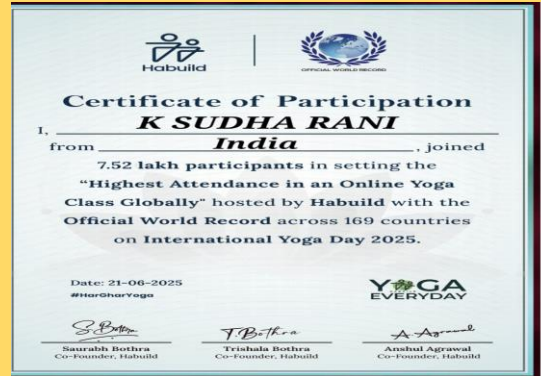 Habuild
OFFICIAL WORLD RECORD
Certificate of Participation
I, K SUDHA RANI
from India, joined
7.52 lakh participants in setting the
“Highest Attendance in an Online Yoga
Class Globally" hosted by Habuild with the
Official World Record across 169 countries
on International Yoga Day 2025.
Date: 21-06-2025
#HarGharYoga
YOGA
EVERYDAY
S.Bothra
T.Bothra
A Agrawal
Saurabh Bothra
Trishala Bothra
Anshul Agrawal
Co-Founder, Habuild
Co-Founder, Habuild
Co-Founder, Habuild